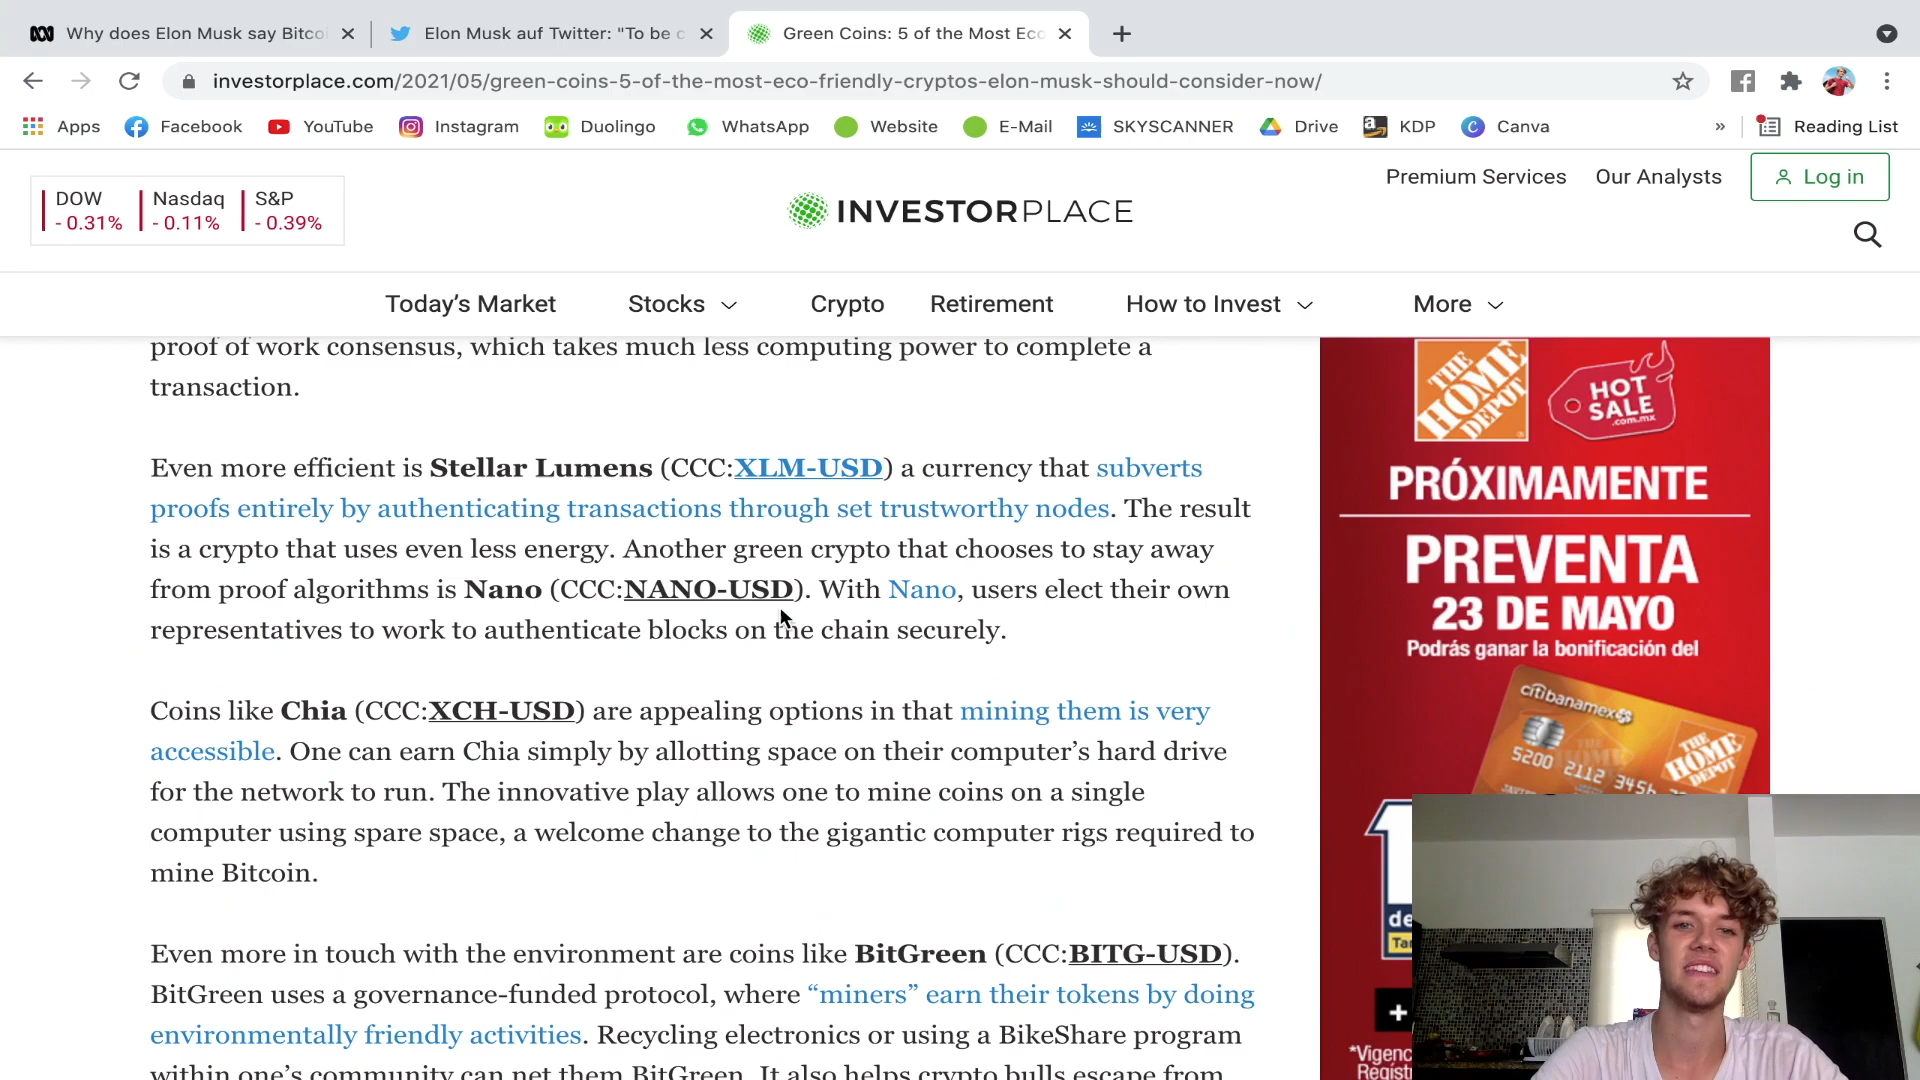 Why does Elon Musk say Bitco
Elon Musk auf Twitter: "To be c
Green Coins: 5 of the Most Eco
investorplace.com/2021/05/green-coins-5-of-the-most-eco-friendly-cryptos-elon-musk-should-consider-now/
Apps Facebook YouTube Instagram Duolingo WhatsApp Website E-Mail SKYSCANNER Drive KDP Canva » Reading List
DOW Nasdaq S&P
- 0.31% - 0.11% - 0.39%
INVESTORPLACE
Premium Services Our Analysts Log in
Today's Market Stocks Crypto Retirement How to Invest More
proof of work consensus, which takes much less computing power to complete a
transaction.
Even more efficient is Stellar Lumens (CCC:XLM-USD) a currency that subverts
proofs entirely by authenticating transactions through set trustworthy nodes. The result
is a crypto that uses even less energy. Another green crypto that chooses to stay away
from proof algorithms is Nano (CCC:NANO-USD). With Nano, users elect their own
representatives to work to authenticate blocks on the chain securely.
Coins like Chia (CCC:XCH-USD) are appealing options in that mining them is very
accessible. One can earn Chia simply by allotting space on their computer's hard drive
for the network to run. The innovative play allows one to mine coins on a single
computer using spare space, a welcome change to the gigantic computer rigs required to
mine Bitcoin.
Even more in touch with the environment are coins like BitGreen (CCC:BITG-USD).
BitGreen uses a governance-funded protocol, where “miners” earn their tokens by doing
environmentally friendly activities. Recycling electronics or using a BikeShare program
within one's community can net them BitGreen. It also helps crypto bulls escape from
THE
HOME
DEPOT
HOT
SALE
.com.mx
PRÓXIMAMENTE
PREVENTA
23 DE MAYO
Podrás ganar la bonificación del
citibanamex
THE
HOME
DEPOT
5200 2112 3456
1
de
Ta
+
*Vigenc
Regist